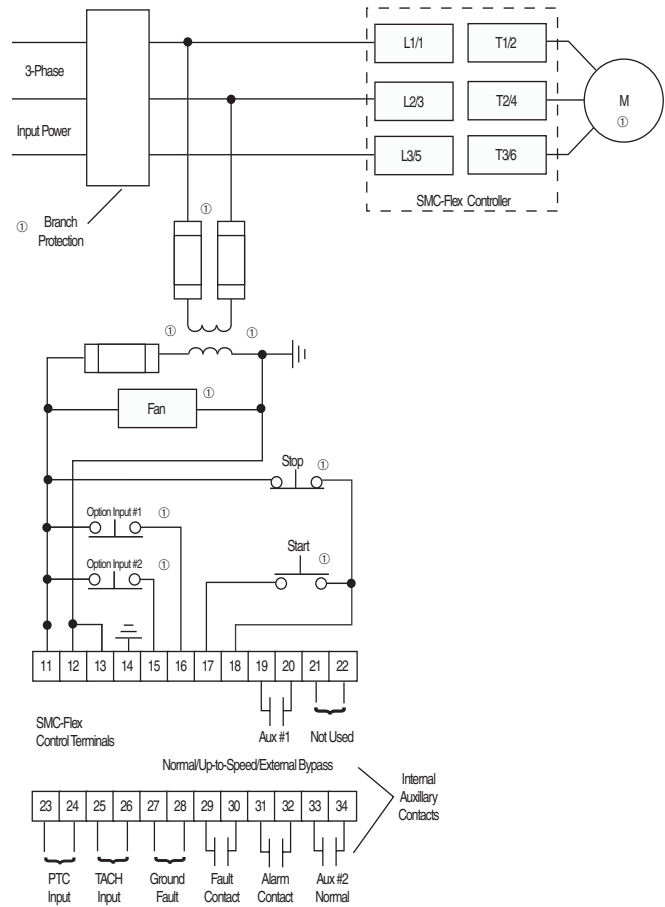 3-Phase
Input Power
L1/1
T1/2
L2/3
T2/4
L3/5
T3/6
M
①
SMC-Flex Controller
① Branch
Protection
①
①
①
Fan
①
Stop
①
Option Input #1
①
Option Input #2
①
Start
①
11 12 13 14 15 16 17 18 19 20 21 22
SMC-Flex
Control Terminals
Aux #1
Not Used
Normal/Up-to-Speed/External Bypass
Internal
Auxillary
Contacts
23 24 25 26 27 28 29 30 31 32 33 34
PTC
Input
TACH
Input
Ground
Fault
Fault
Contact
Alarm
Contact
Aux #2
Normal